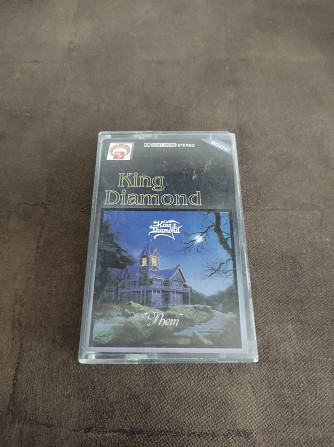 STEREO
King
Diamond
King
Diamond
"Them"